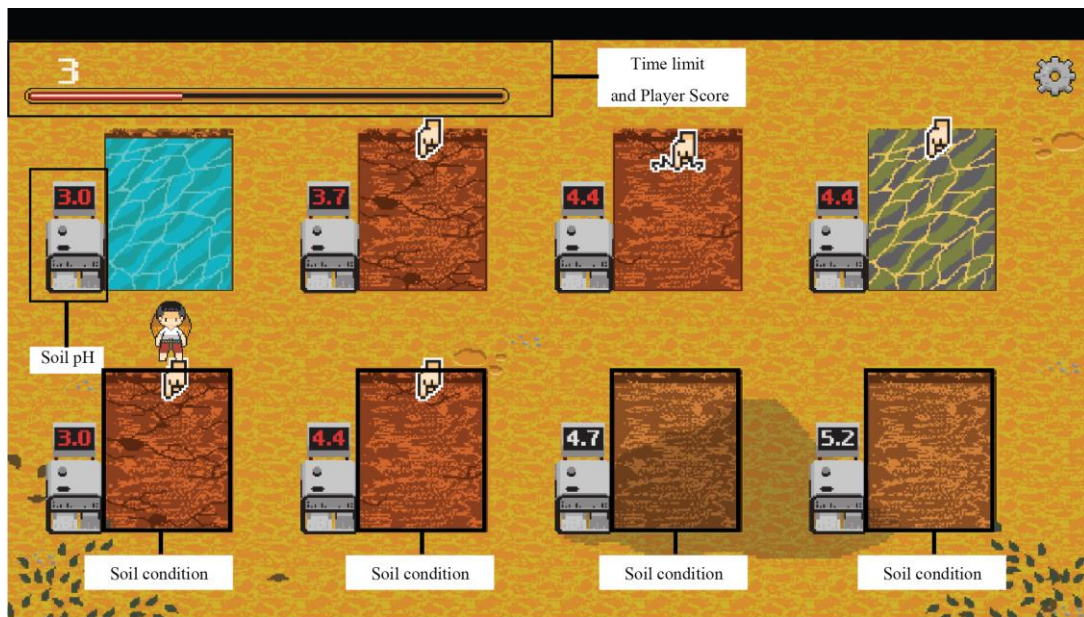 3
Time limit
and Player Score
3.0
3.7
4.4
4.4
Soil pH
3.0
4.4
4.7
5.2
Soil condition
Soil condition
Soil condition
Soil condition